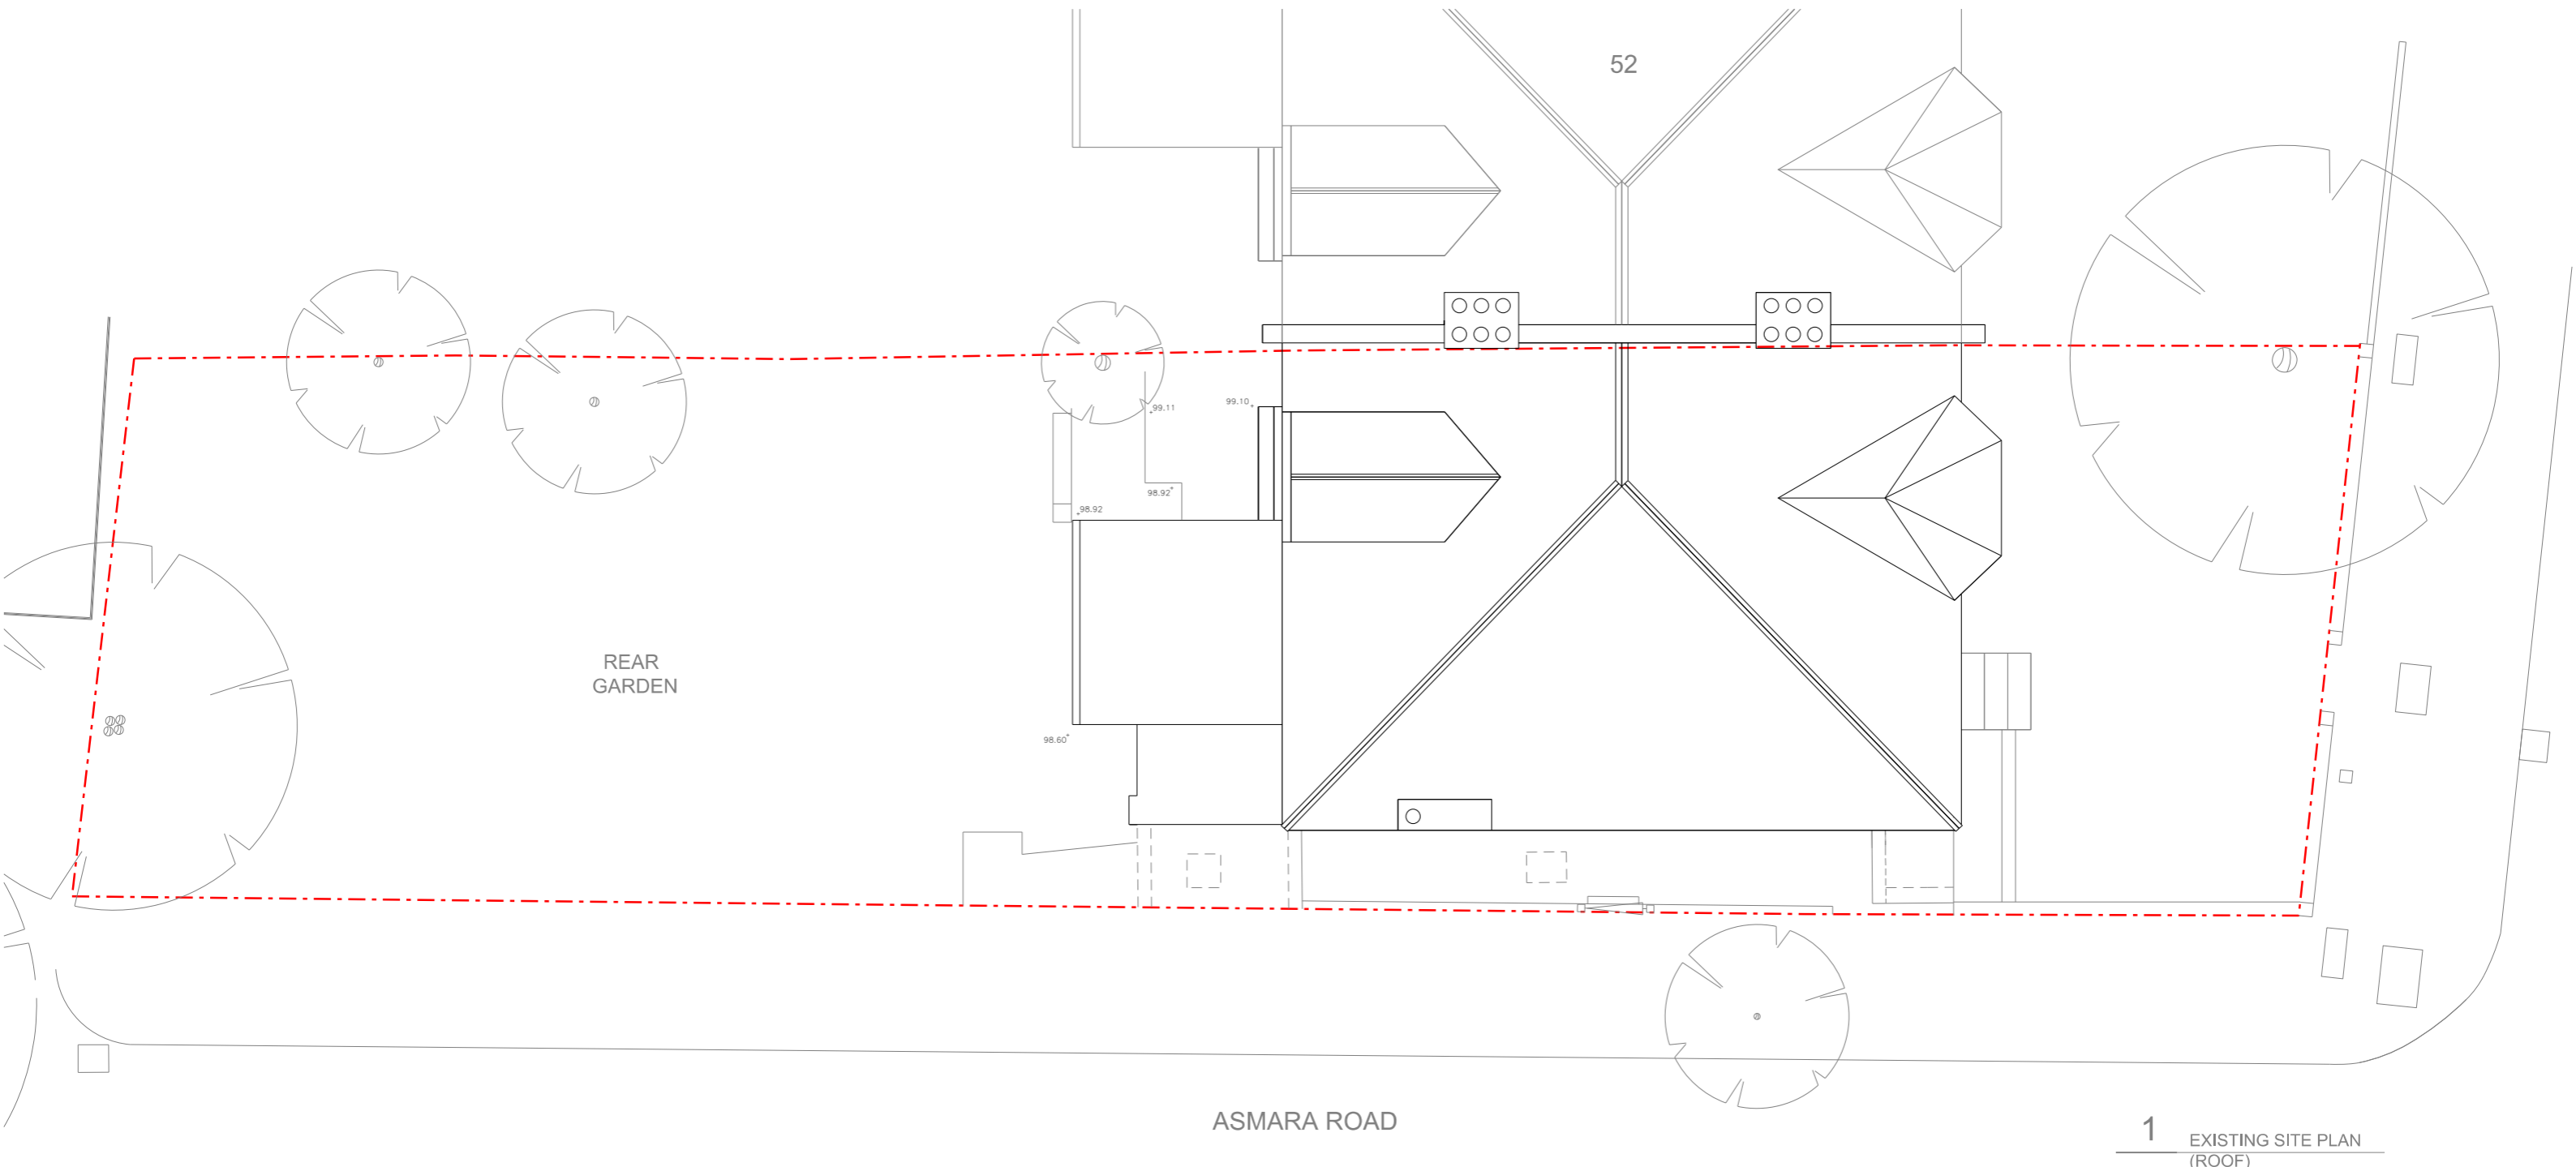 52
99.11
99.10
98.92
98.92
REAR
GARDEN
98.60
ASMARA ROAD
1 EXISTING SITE PLAN
(ROOF)